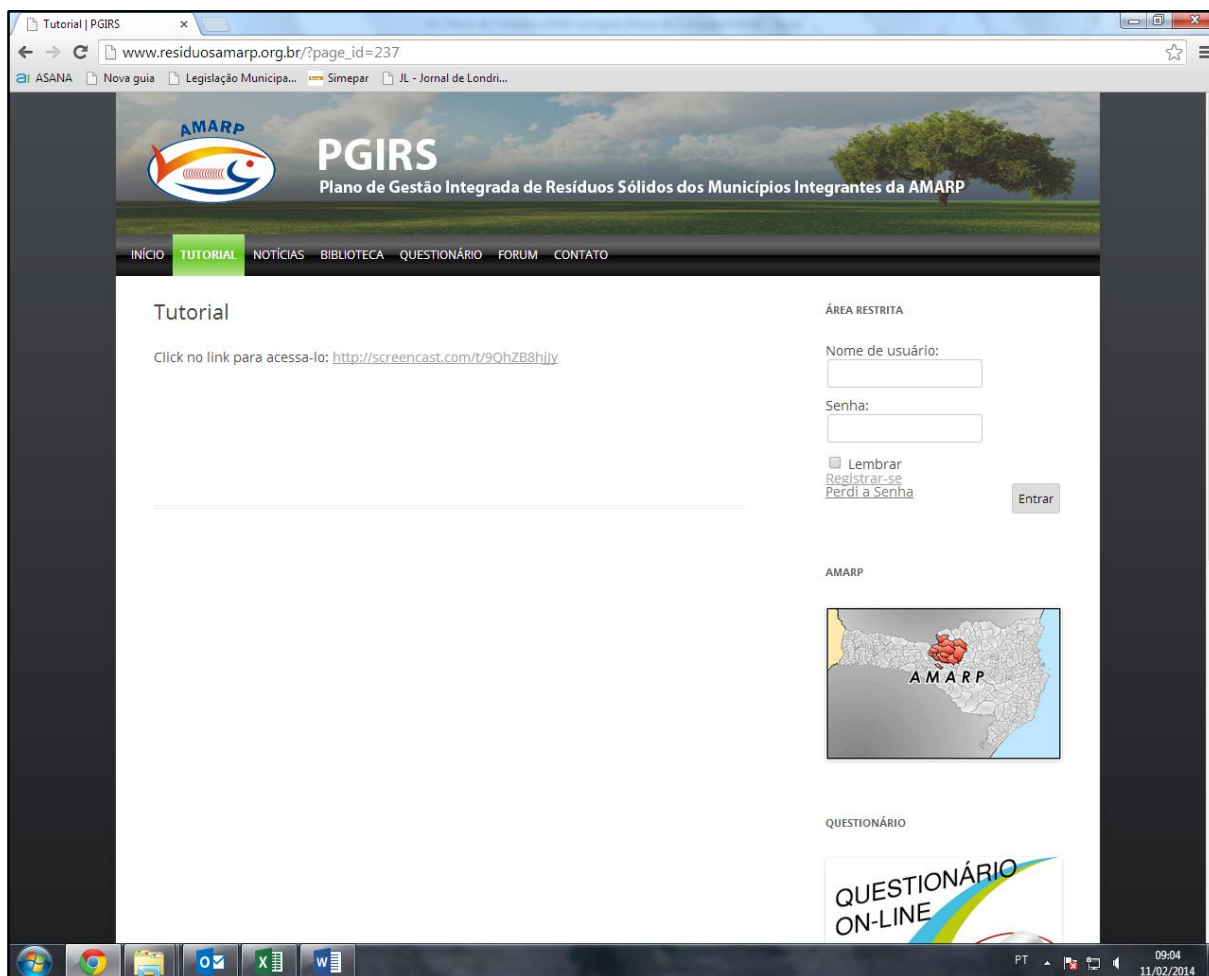 Tutorial | PGIRS
www.residuosamarp.org.br/?page_id=237
ASANA Nova guia Legislação Municipa... Simepar JL - Jornal de Londri...
AMARP
PGIRS
Plano de Gestão Integrada de Resíduos Sólidos dos Municípios Integrantes da AMARP
INÍCIO TUTORIAL NOTÍCIAS BIBLIOTECA QUESTIONÁRIO FORUM CONTATO
Tutorial
Click no link para acessa-lo: http://screencast.com/t/9QhZB8hjJy
ÁREA RESTRITA
Nome de usuário:
Senha:
Lembrar
Registrar-se
Perdi a Senha
Entrar
AMARP
AMARP
QUESTIONÁRIO
QUESTIONÁRIO
ON-LINE
PT
09:04
11/02/2014